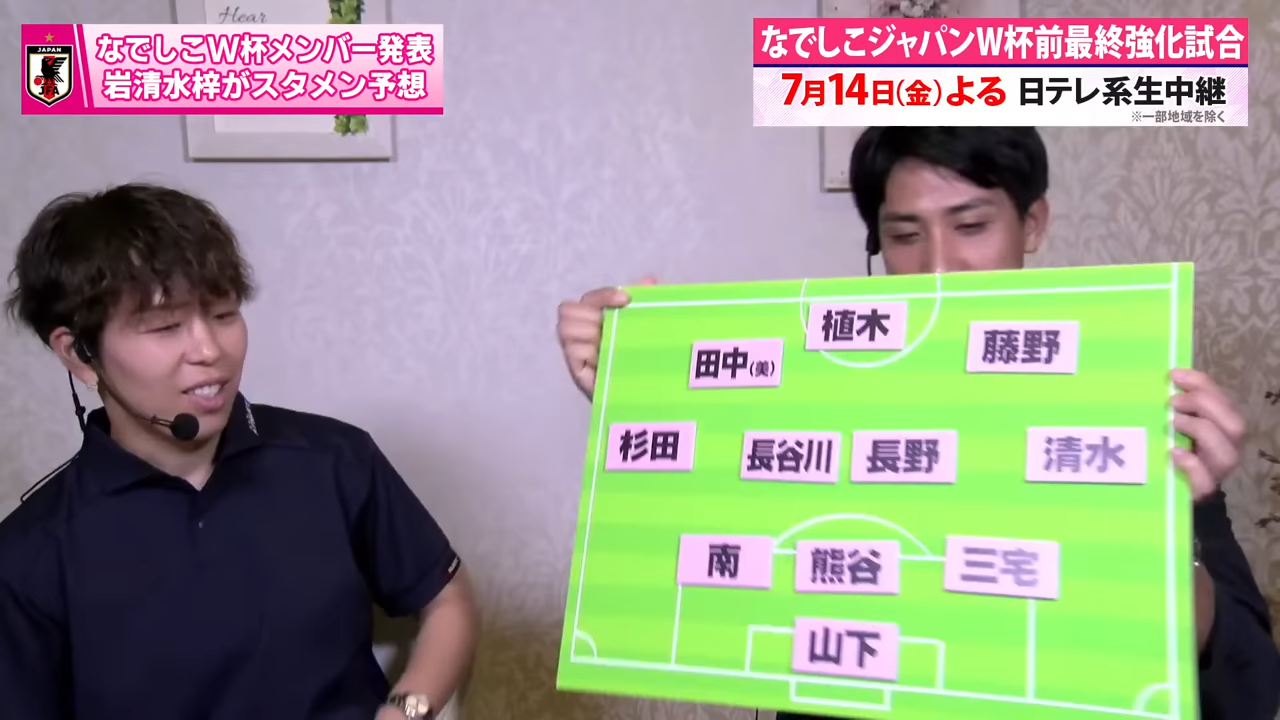 Hear
JAPAN
JFA
なでしこW杯メンバー発表
岩清水梓がスタメン予想
なでしこジャパンW杯前最終強化試合
7月14日(金)よる 日テレ系生中継
※一部地域を除く
植木
田中(美)
藤野
杉田
長谷川
長野
清水
南
熊谷
三宅
山下